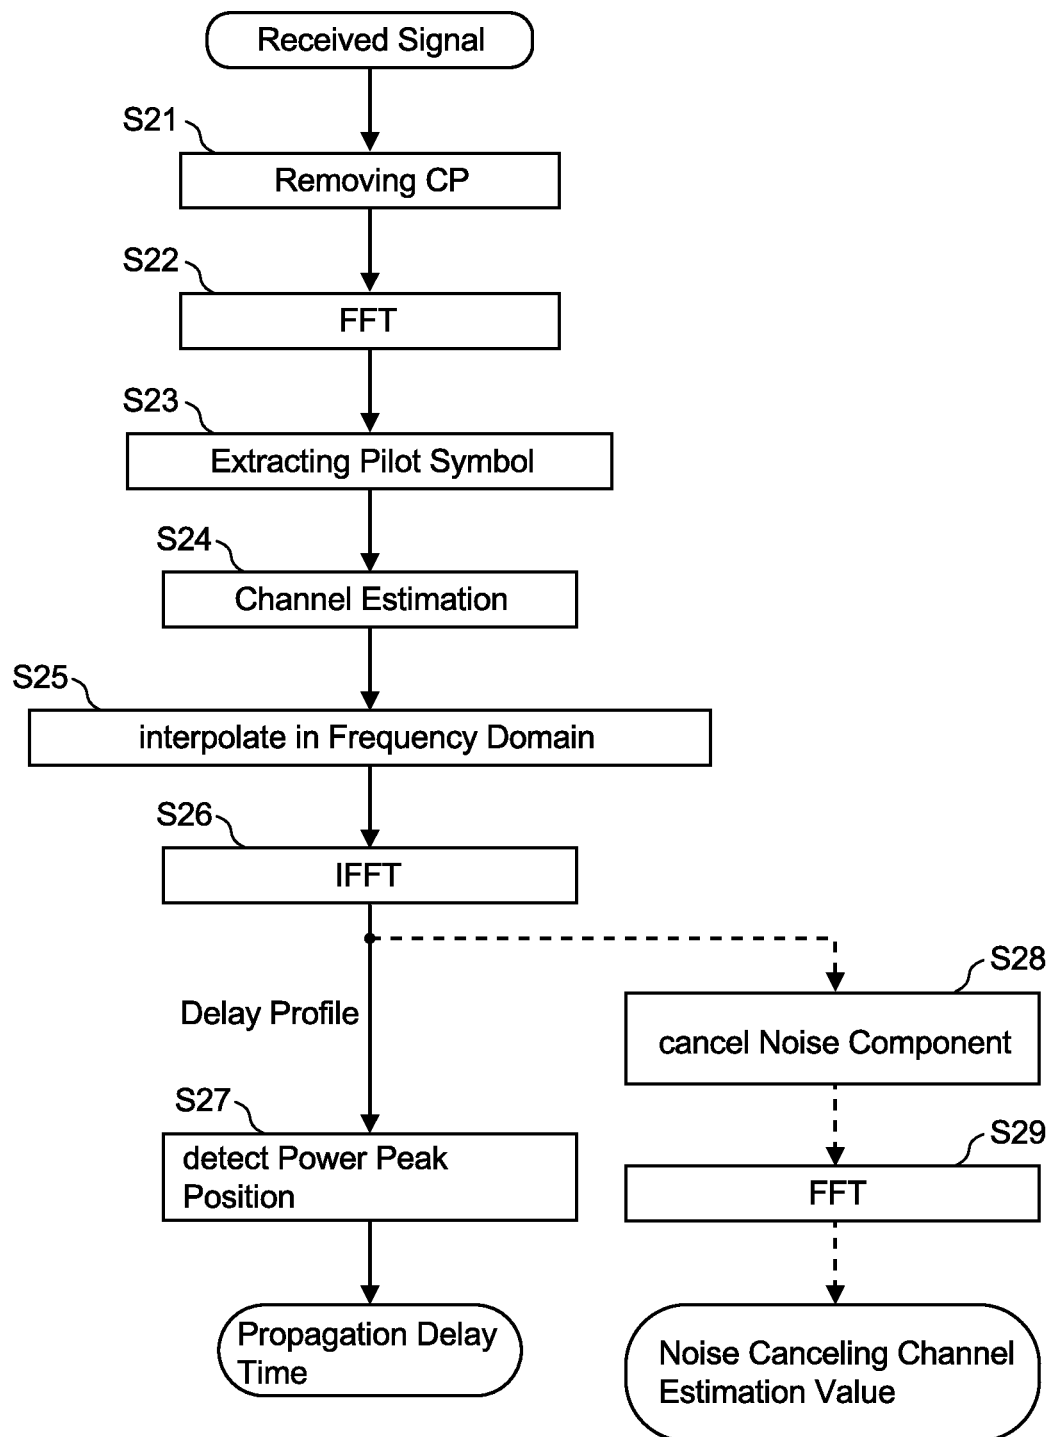 Received Signal
S21
Removing CP
S22
FFT
S23
Extracting Pilot Symbol
S24
Channel Estimation
S25
interpolate in Frequency Domain
S26
IFFT
Delay Profile
S27
detect Power Peak
Position
Propagation Delay
Time
S28
cancel Noise Component
S29
FFT
Noise Canceling Channel
Estimation Value